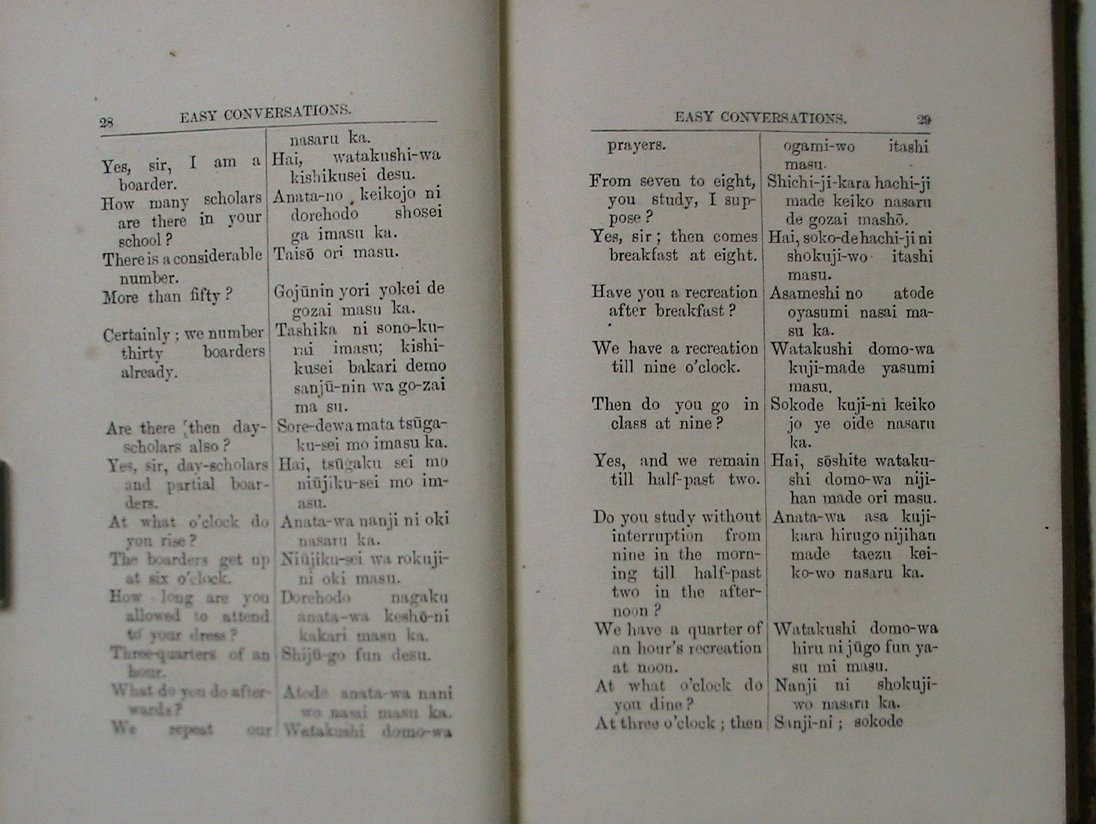 28
EASY CONVERSATIONS.
Yes, sir, I am a
boarder.
How many scholars
are there in your
school ?
There is a considerable
number.
More than fifty ?
Certainly ; we number
thirty boarders
already.
Are there then day-
scholars also ?
Yes, sir, day-scholars
and partial boar-
ders.
At what o'clock do
you rise ?
The boarders get up
at six o'clock.
How long are you
allowed to attend
to your dress ?
Three-quarters of an
hour.
What do you do after-
wards ?
We repeat our
nasaru ka.
Hai, watakushi-wa
kishikusei desu.
Anata-no keikojo ni
dorehodo shosei
ga imasu ka.
Taisō ori masu.
Gojūnin yori yokei de
gozai masu ka.
Tashika ni sono-ku-
rai imasu; kishi-
kusei bakari demo
sanjū-nin wa go-zai
ma su.
Sore-dewa mata tsūga-
ku-sei mo imasu ka.
Hai, tsūgaku sei mo
niūjiku-sei mo im-
asu.
Anata-wa nanji ni oki
nasaru ka.
Niūjiku-sei wa rokuji-
ni oki masu.
Dorehodo nagaku
anata-wa keshō-ni
kakari masu ka.
Shijū-go fun desu.
Atode anata-wa nani
wo nasai masu ka.
Watakushi domo-wa
EASY CONVERSATIONS.
29
prayers.
From seven to eight,
you study, I sup-
pose ?
Yes, sir ; then comes
breakfast at eight.
Have you a recreation
after breakfast ?
We have a recreation
till nine o'clock.
Then do you go in
class at nine ?
Yes, and we remain
till half-past two.
Do you study without
interruption from
nine in the morn-
ing till half-past
two in the after-
noon ?
We have a quarter of
an hour's recreation
at noon.
At what o'clock do
you dine ?
At three o'clock ; then
ogami-wo itashi
masu.
Shichi-ji-kara hachi-ji
made keiko nasaru
de gozai mashō.
Hai, soko-de hachi-ji ni
shokuji-wo itashi
masu.
Asameshi no atode
oyasumi nasai ma-
su ka.
Watakushi domo-wa
kuji-made yasumi
masu.
Sokode kuji-ni keiko
jo ye oide nasaru
ka.
Hai, sōshite wataku-
shi domo-wa niji-
han made ori masu.
Anata-wa asa kuji-
kara hirugo nijihan
made taezu kei-
ko-wo nasaru ka.
Watakushi domo-wa
hiru ni jūgo fun ya-
su mi masu.
Nanji ni shokuji-
wo nasaru ka.
Sanji-ni ; sokode